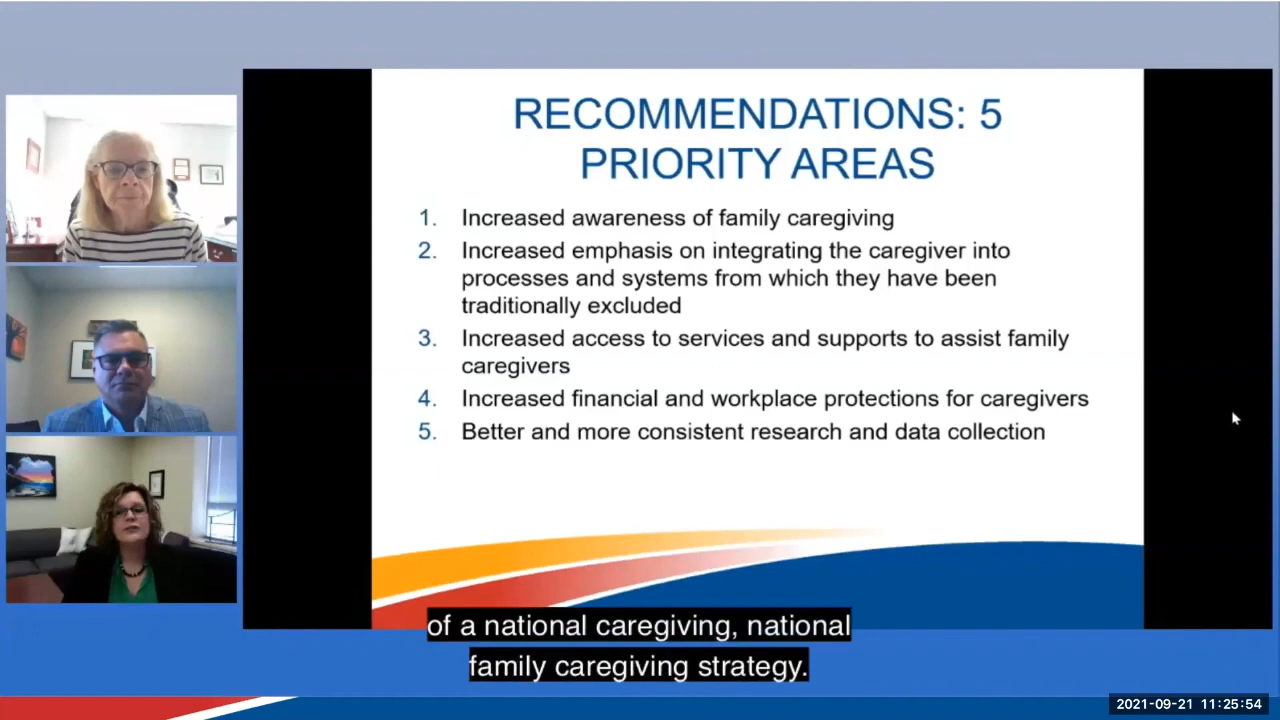 RECOMMENDATIONS: 5
PRIORITY AREAS
1. Increased awareness of family caregiving
2. Increased emphasis on integrating the caregiver into
processes and systems from which they have been
traditionally excluded
3. Increased access to services and supports to assist family
caregivers
4. Increased financial and workplace protections for caregivers
5. Better and more consistent research and data collection
of a national caregiving, national
family caregiving strategy.
2021-09-21 11:25:54